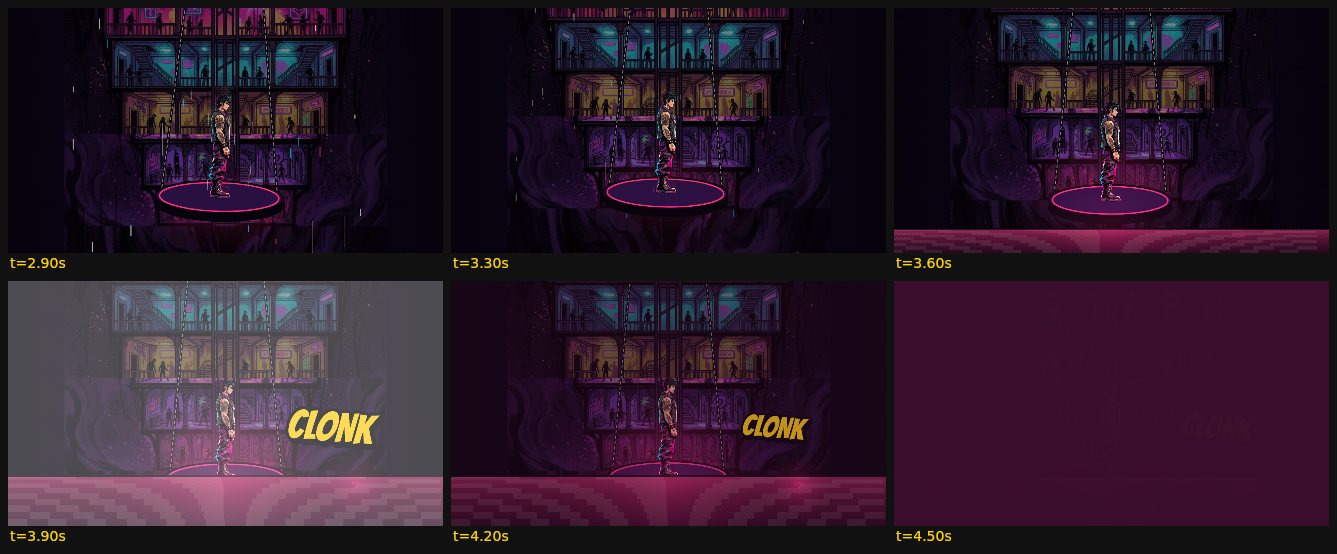 t=2.90s
t=3.30s
t=3.60s
CLONK
t=3.90s
CLONK
t=4.20s
CLONK
t=4.50s